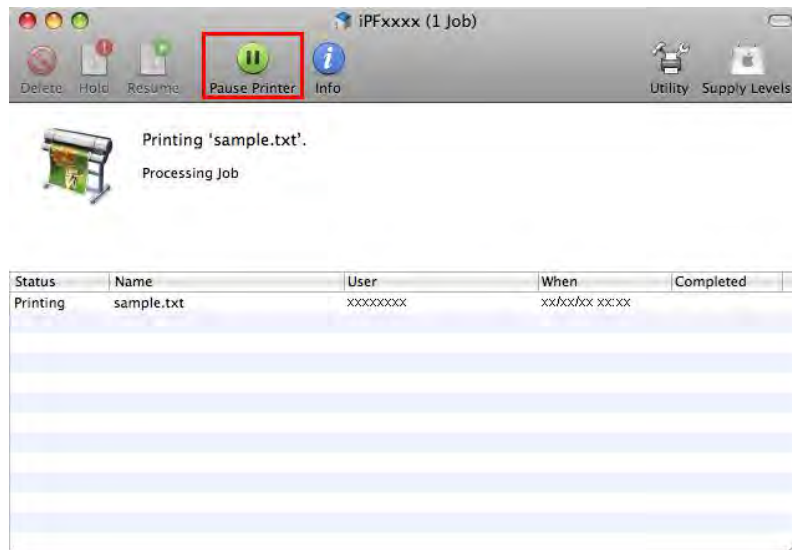 iPFxxxx (1 Job)
Delete Hold Resume Pause Printer Info Utility Supply Levels
Printing 'sample.txt'.
Processing Job
Status Name User When Completed
Printing sample.txt xxxxxxxx xx/xx/xx xx:xx